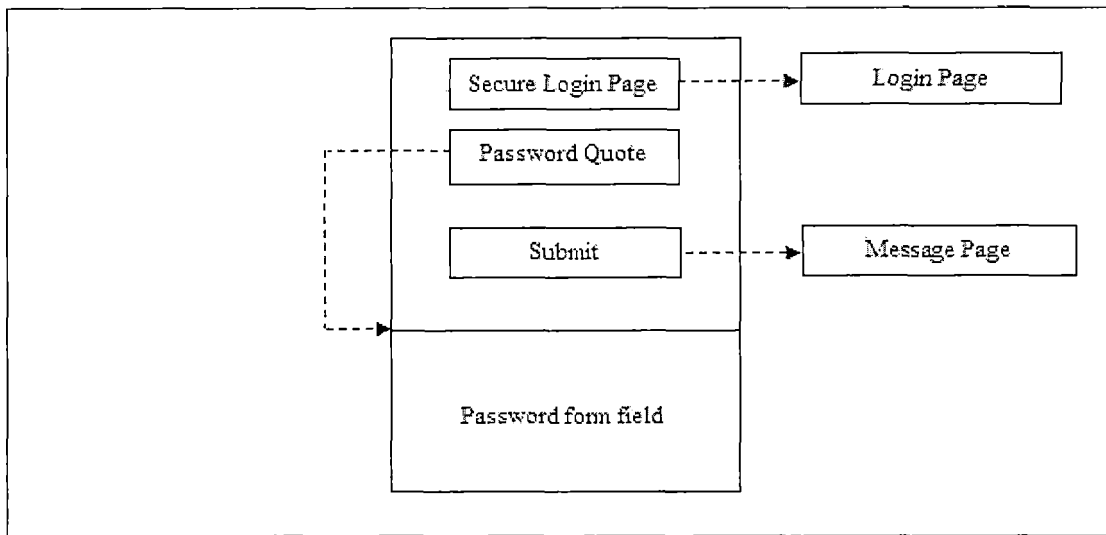 Secure Login Page
Login Page
Password Quote
Submit
Message Page
Password form field